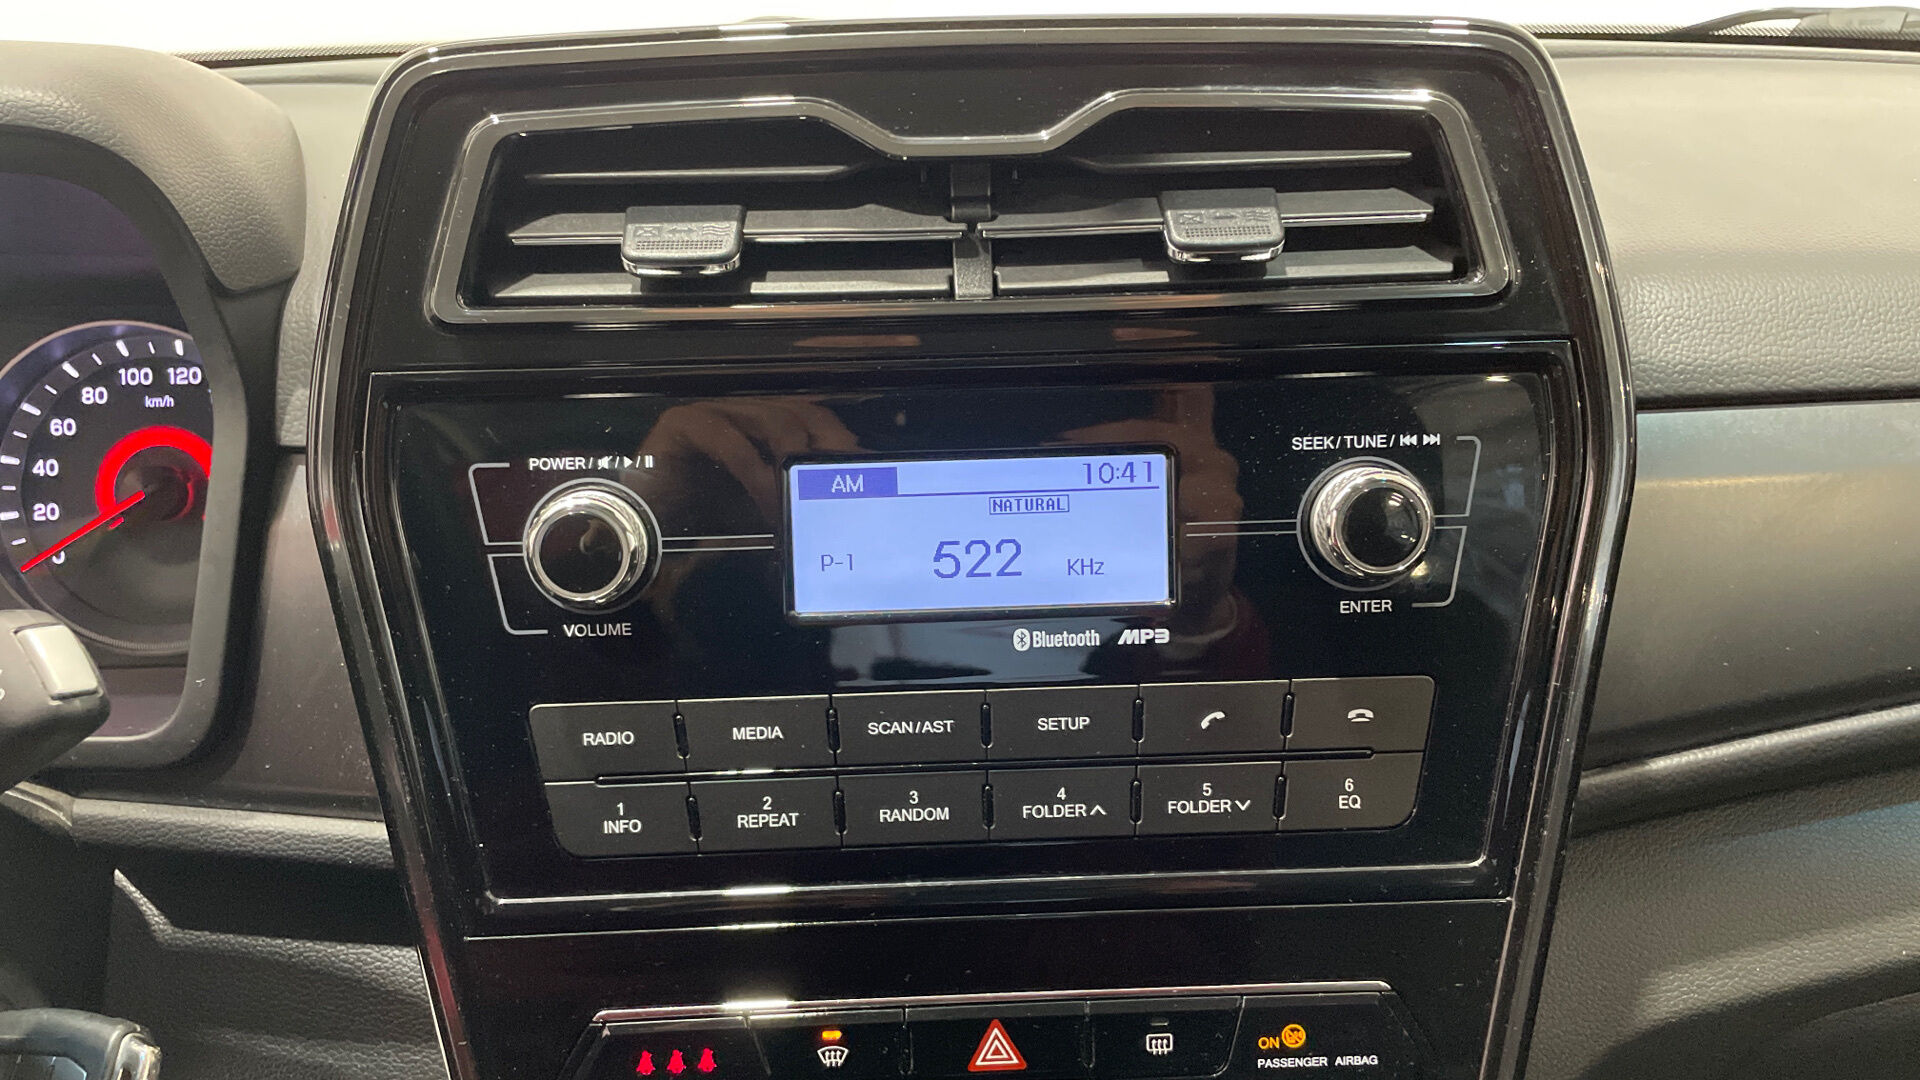 POWER / /
SEEK / TUNE /
AM 10:41
NATURAL
P-1 522 KHz
VOLUME
ENTER
Bluetooth MP3
RADIO MEDIA SCAN/AST SETUP
1 2 3 4 5 6
INFO REPEAT RANDOM FOLDER FOLDER EQ
120
100
80
km/h
60
40
20
0
ON
PASSENGER AIRBAG